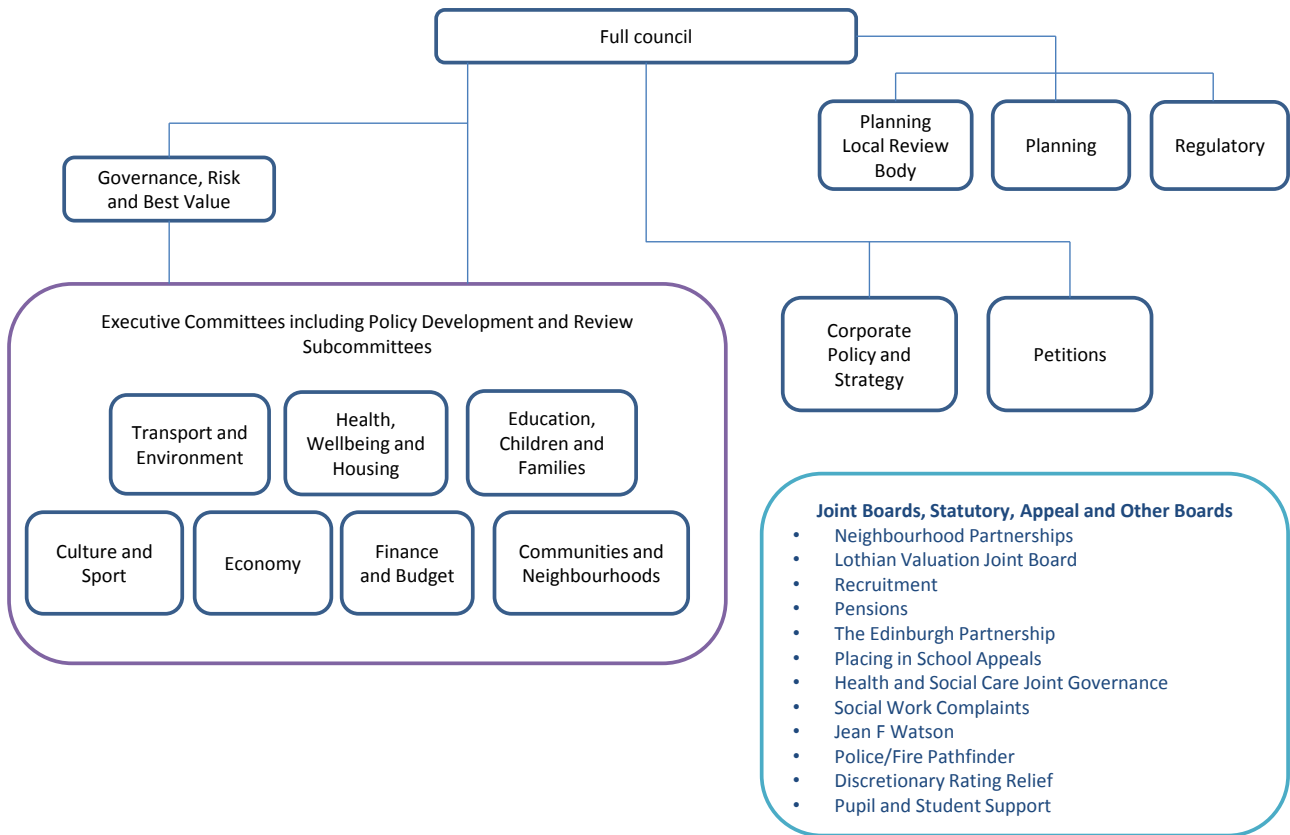 Full council
Planning
Local Review
Body
Planning
Regulatory
Governance, Risk
and Best Value
Executive Committees including Policy Development and Review
Subcommittees
Transport and
Environment
Health,
Wellbeing and
Housing
Education,
Children and
Families
Culture and
Sport
Economy
Finance
and Budget
Communities and
Neighbourhoods
Corporate
Policy and
Strategy
Petitions
Joint Boards, Statutory, Appeal and Other Boards
• Neighbourhood Partnerships
• Lothian Valuation Joint Board
• Recruitment
• Pensions
• The Edinburgh Partnership
• Placing in School Appeals
• Health and Social Care Joint Governance
• Social Work Complaints
• Jean F Watson
• Police/Fire Pathfinder
• Discretionary Rating Relief
• Pupil and Student Support